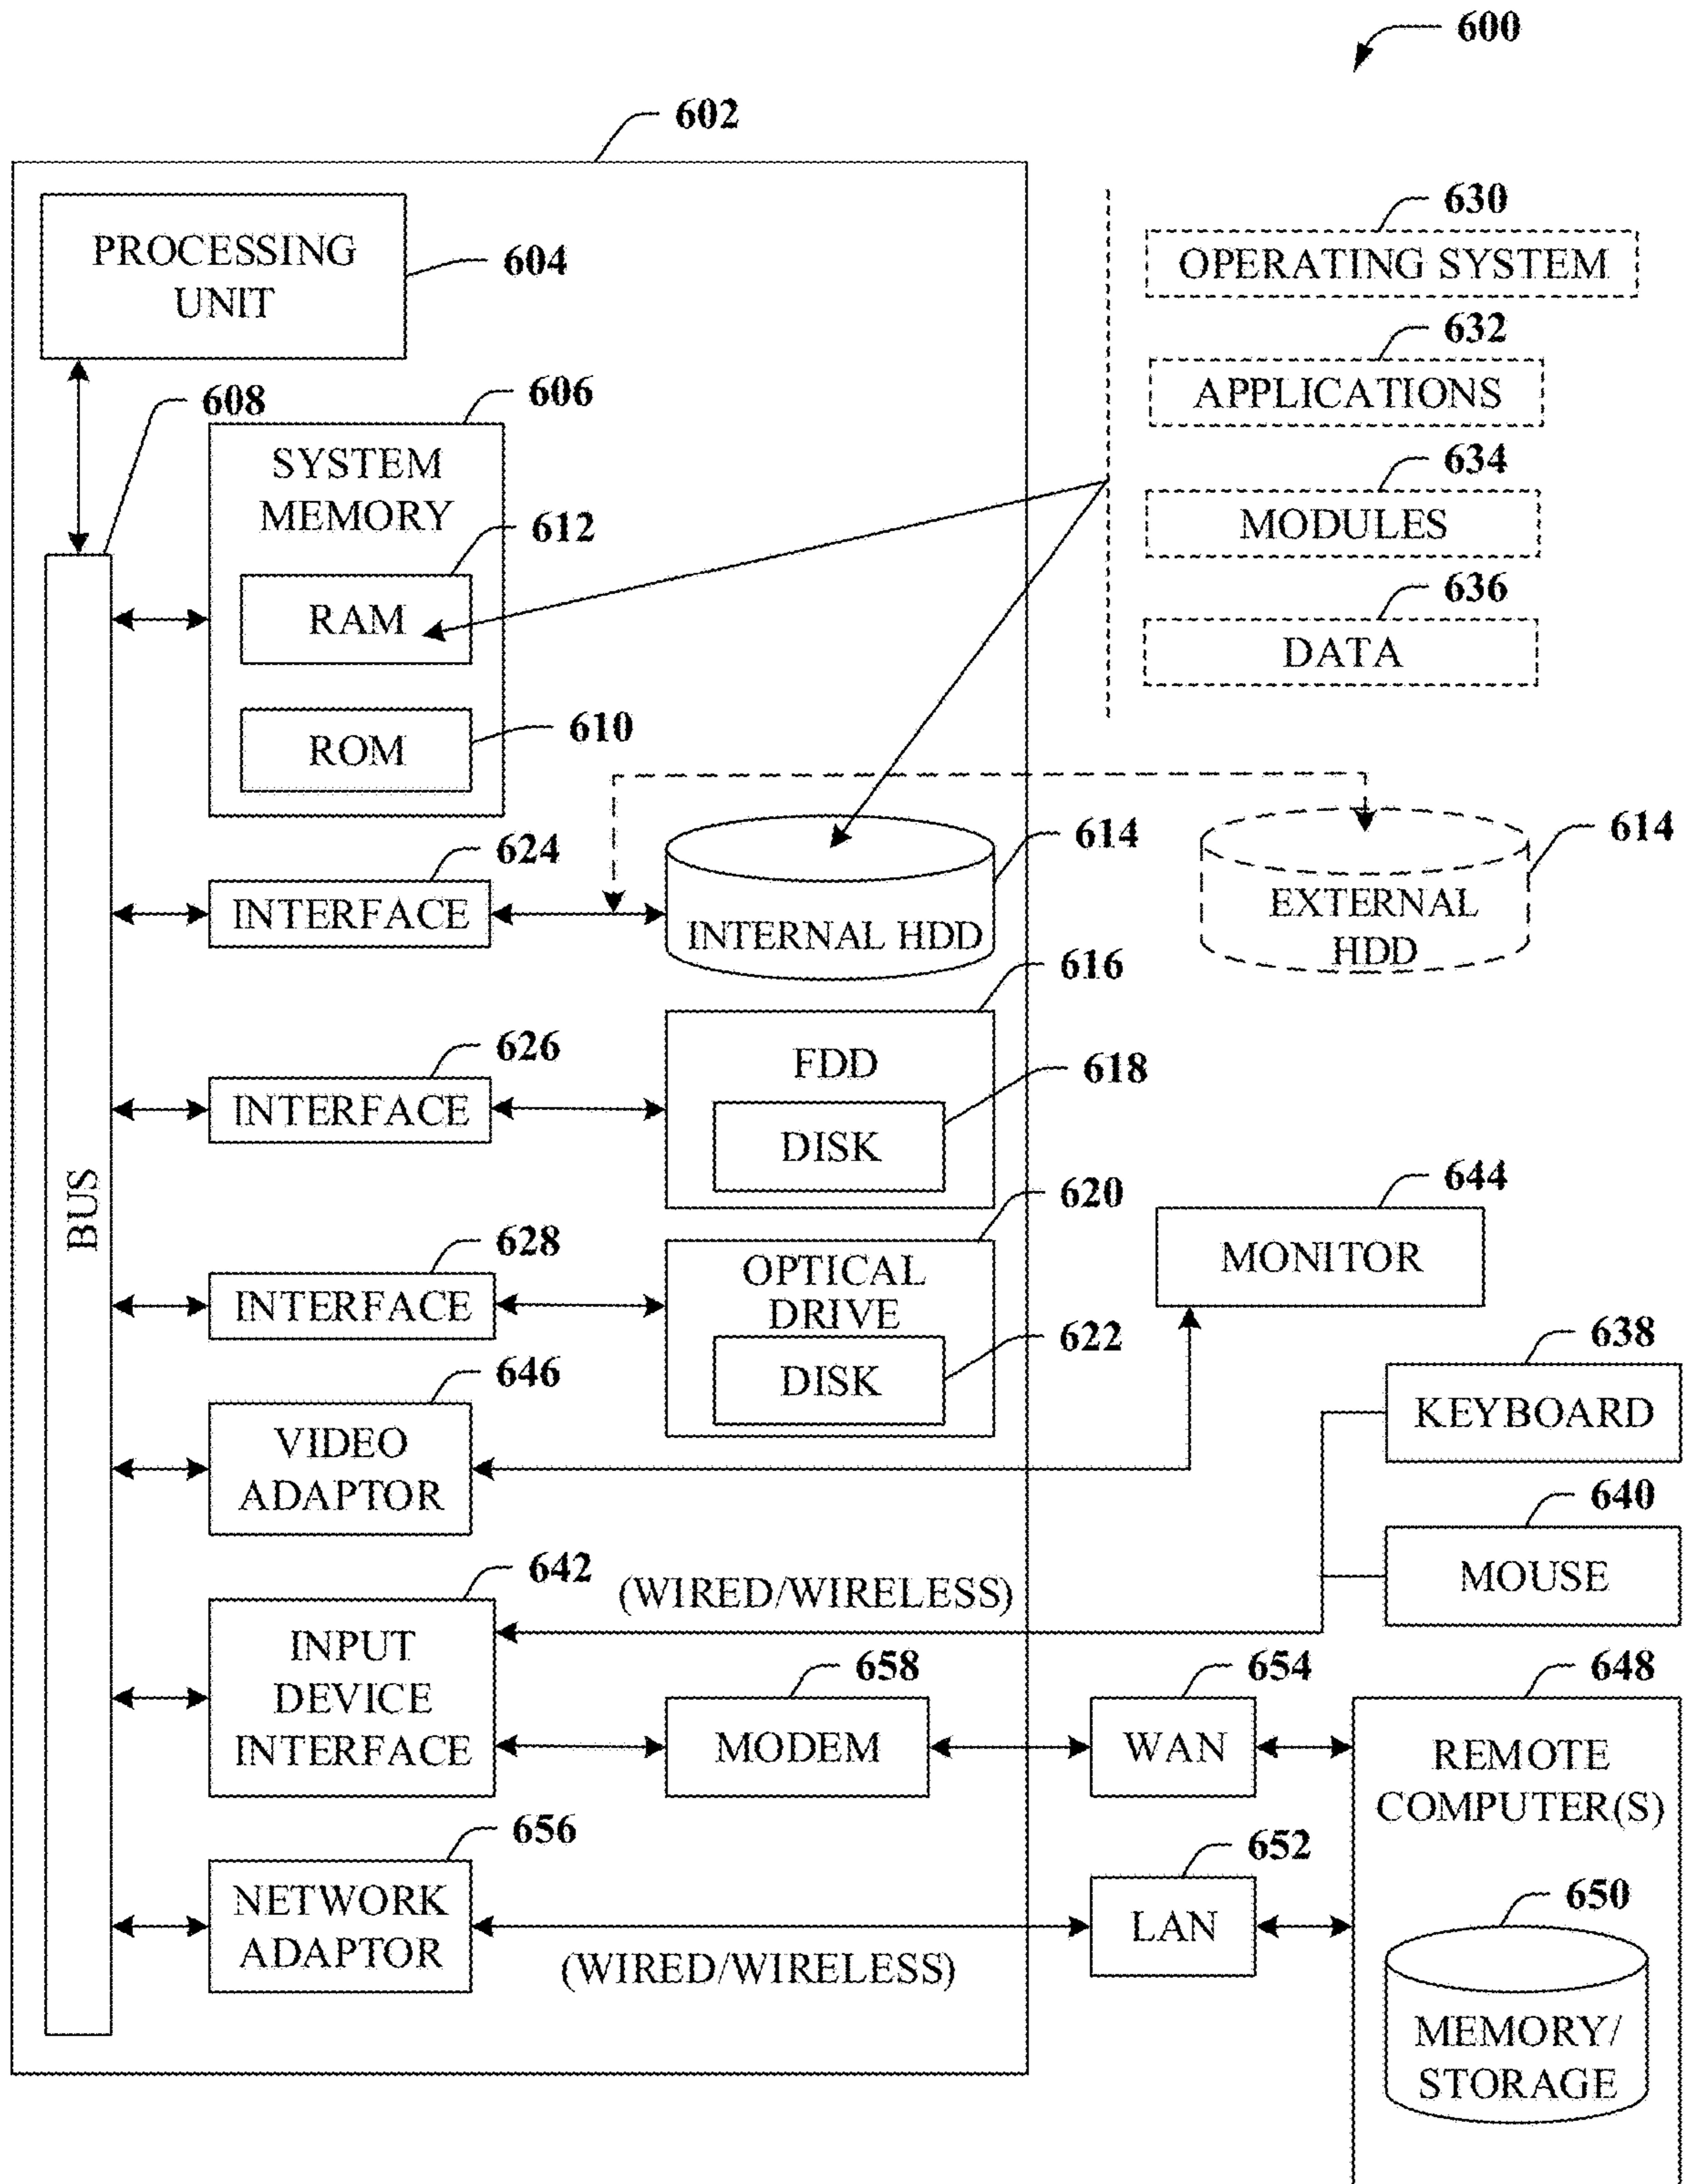 600
602
PROCESSING
UNIT
604
608
606
SYSTEM
MEMORY
612
RAM
610
ROM
630
OPERATING SYSTEM
632
APPLICATIONS
634
MODULES
636
DATA
624
INTERFACE
614
INTERNAL HDD
614
EXTERNAL
HDD
616
626
INTERFACE
FDD
618
DISK
BUS
620
628
INTERFACE
OPTICAL
DRIVE
622
DISK
644
MONITOR
638
KEYBOARD
646
VIDEO
ADAPTOR
640
MOUSE
642
(WIRED/WIRELESS)
INPUT
DEVICE
INTERFACE
658
MODEM
654
WAN
648
REMOTE
COMPUTER(S)
656
NETWORK
ADAPTOR
(WIRED/WIRELESS)
652
LAN
650
MEMORY/
STORAGE